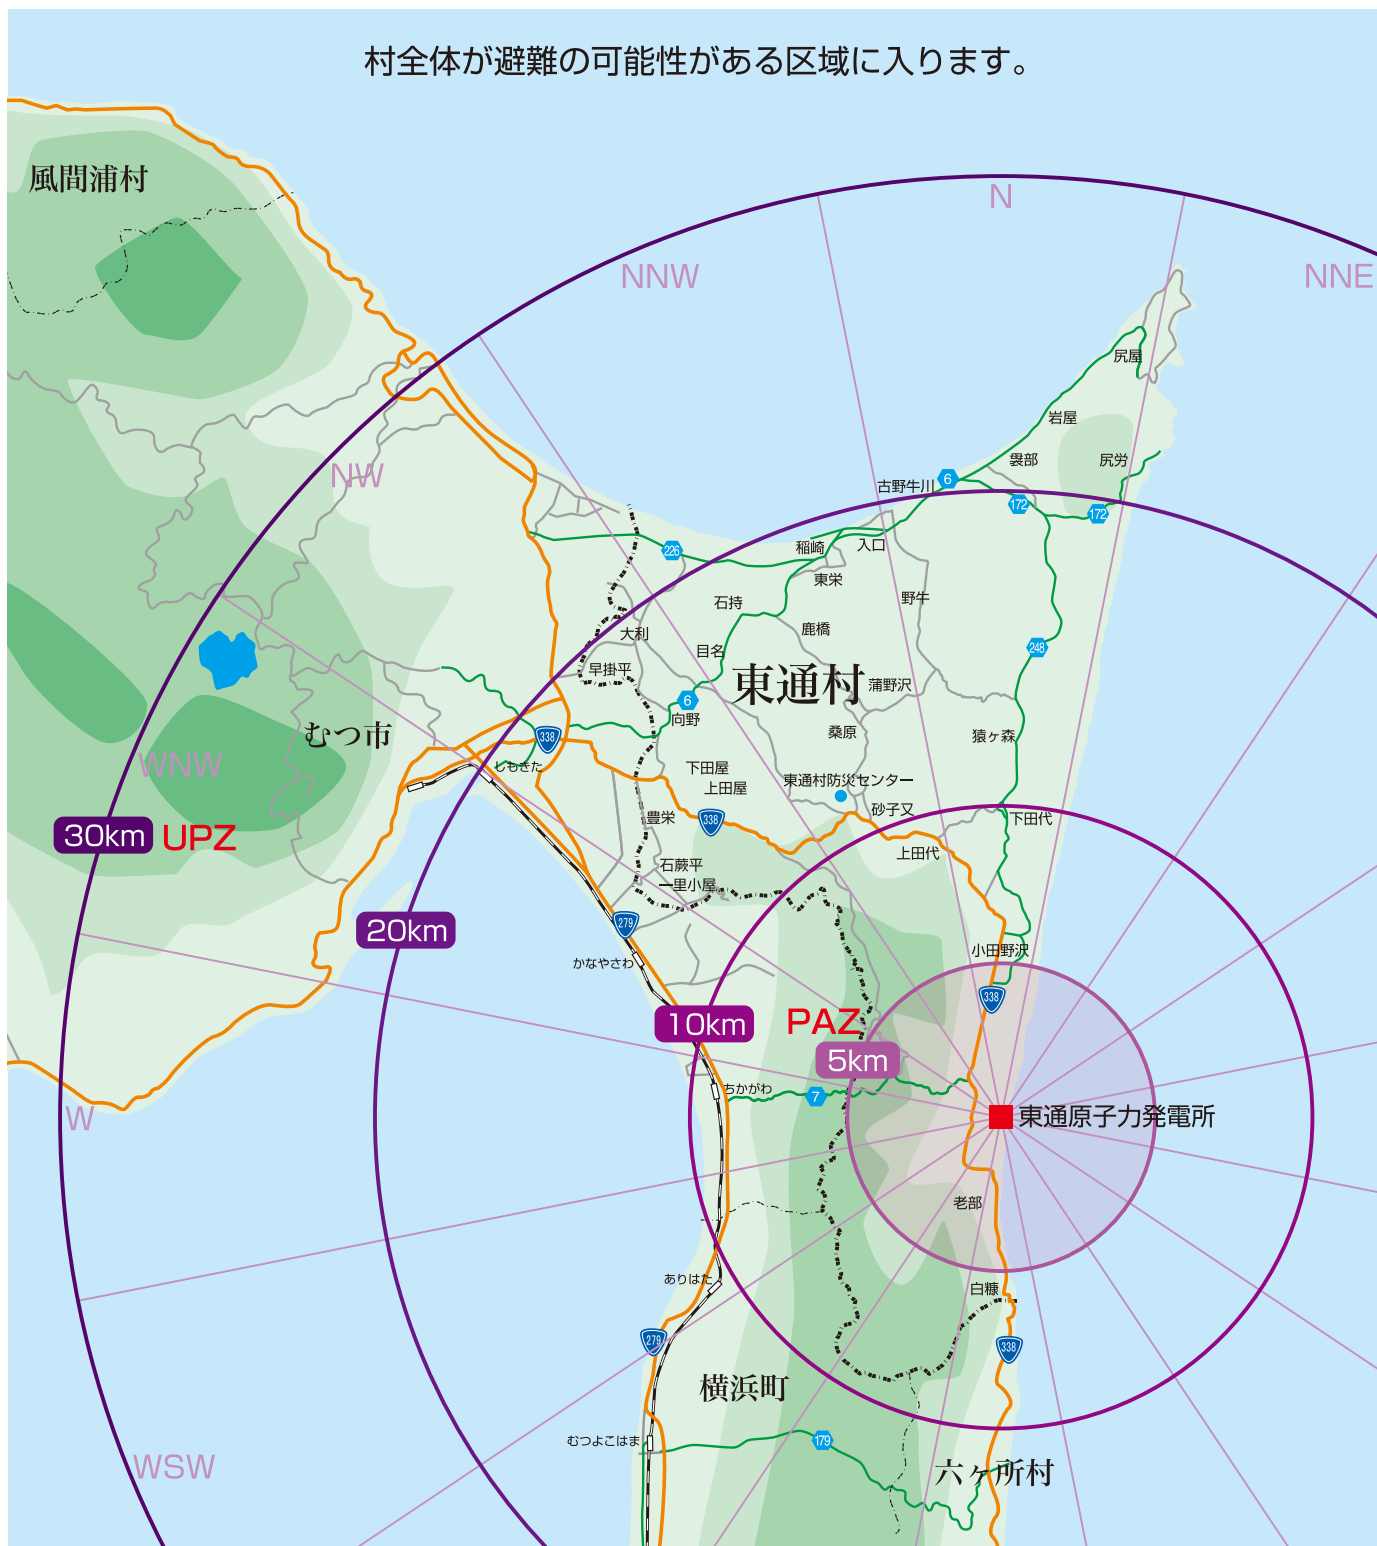 村全体が避難の可能性がある区域に入ります。
風間浦村
N
NNW
NNE
尻屋
岩屋
袰部
尻労
NW
古野牛川
6
172
172
226
稲崎
入口
東栄
野牛
石持
鹿橋
大利
目名
248
早掛平
東通村
蒲野沢
6
向野
桑原
猿ヶ森
むつ市
338
しもきた
WNW
下田屋
上田屋
東通村防災センター
砂子又
下田代
豊栄
338
30km
UPZ
上田代
石蕨平
一里小屋
20km
279
小田野沢
かなやさわ
338
10km
PAZ
5km
ちかがわ
7
W
東通原子力発電所
老部
ありはた
白糠
279
338
横浜町
むつよこはま
179
WSW
六ヶ所村